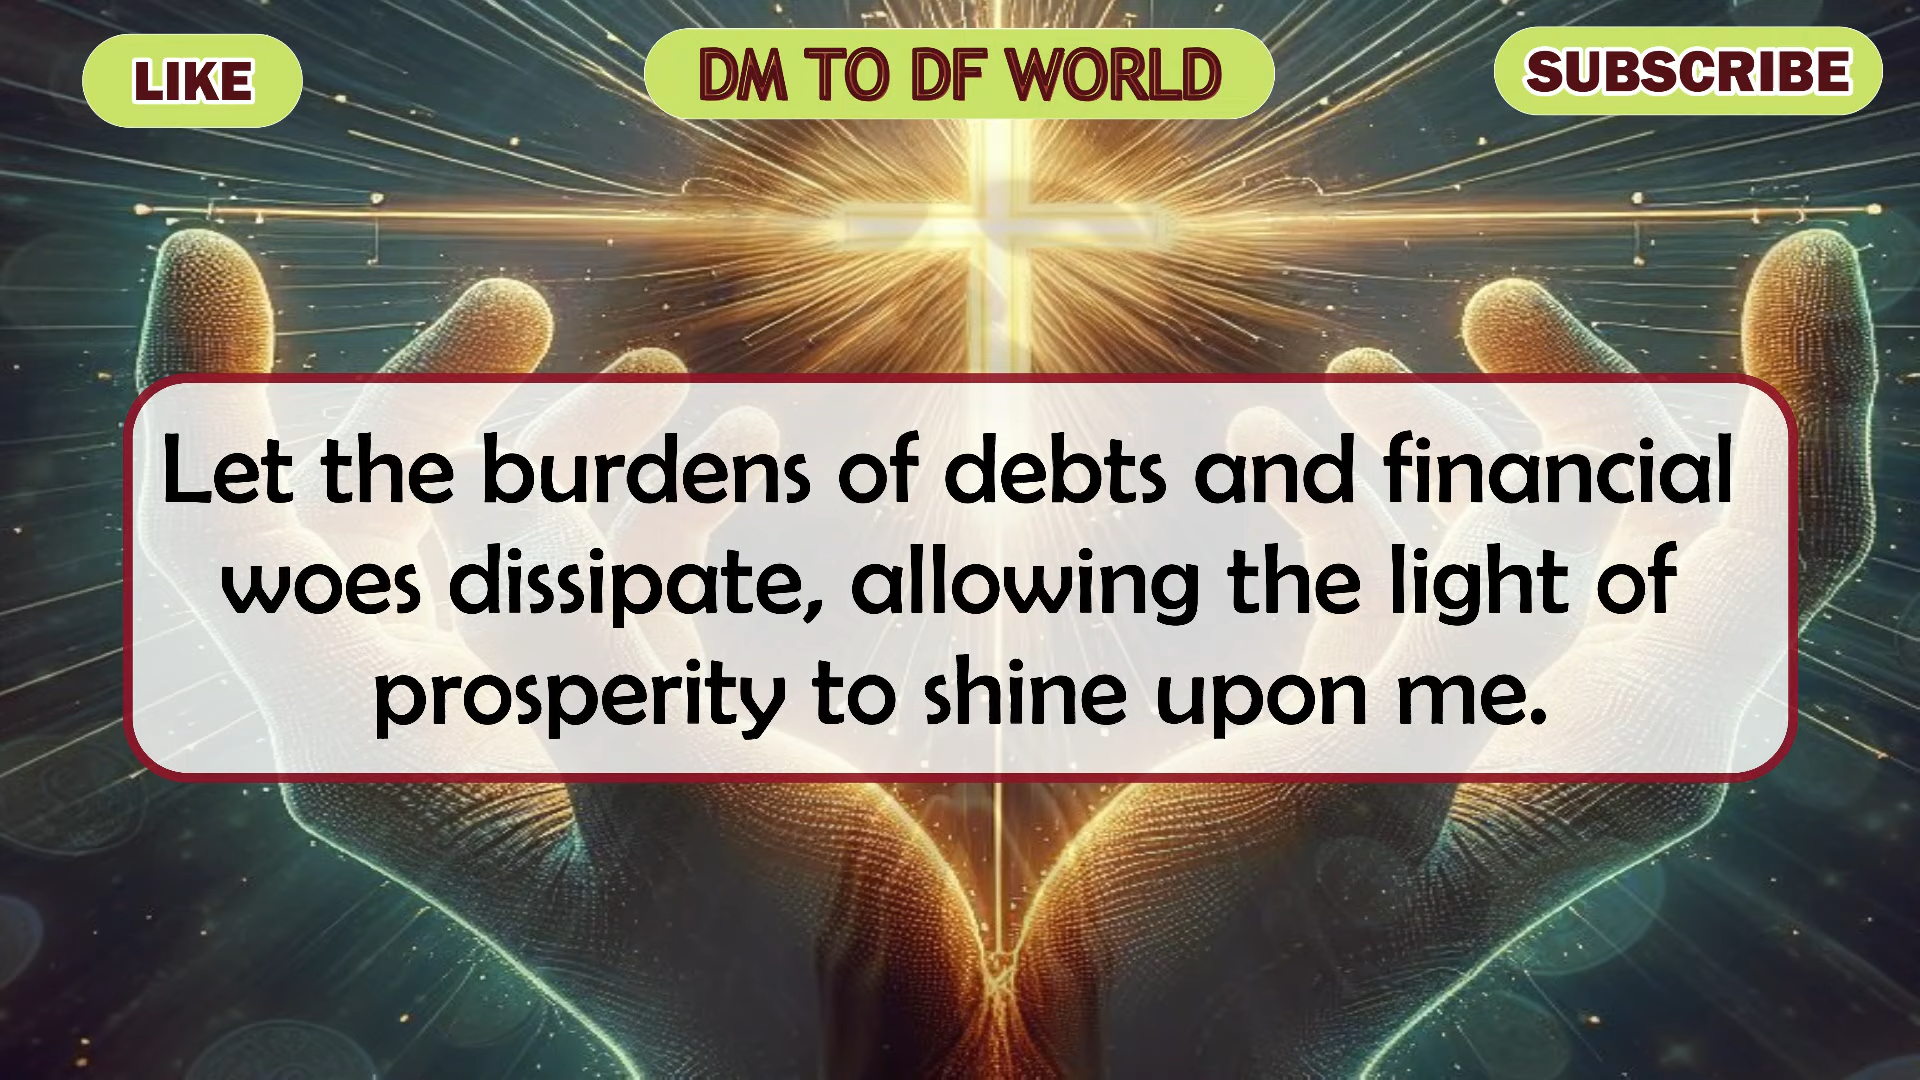 LIKE
DM TO DF WORLD
SUBSCRIBE
Let the burdens of debts and financial
woes dissipate, allowing the light of
prosperity to shine upon me.